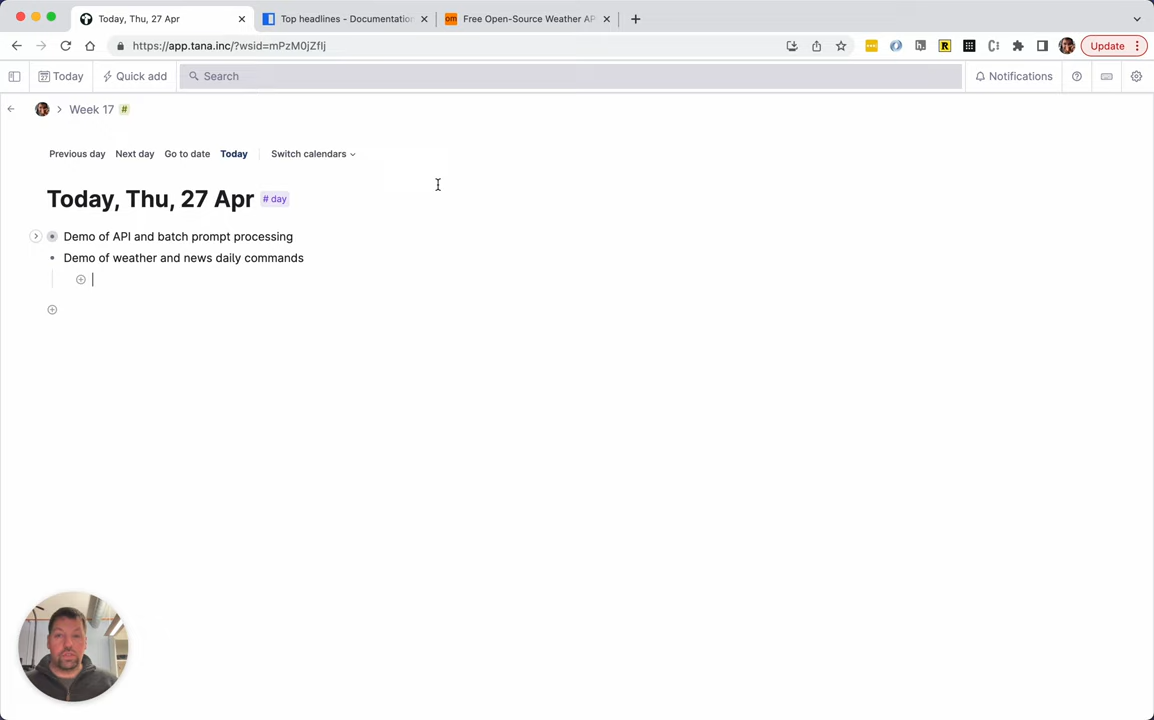 Today, Thu, 27 Apr
Top headlines - Documentation
om Free Open-Source Weather AP
https://app.tana.inc/?wsid=mPzM0jZfIj
Update
27 Today
Quick add
Search
Notifications
Week 17 #
Previous day
Next day
Go to date
Today
Switch calendars
Today, Thu, 27 Apr # day
Demo of API and batch prompt processing
Demo of weather and news daily commands